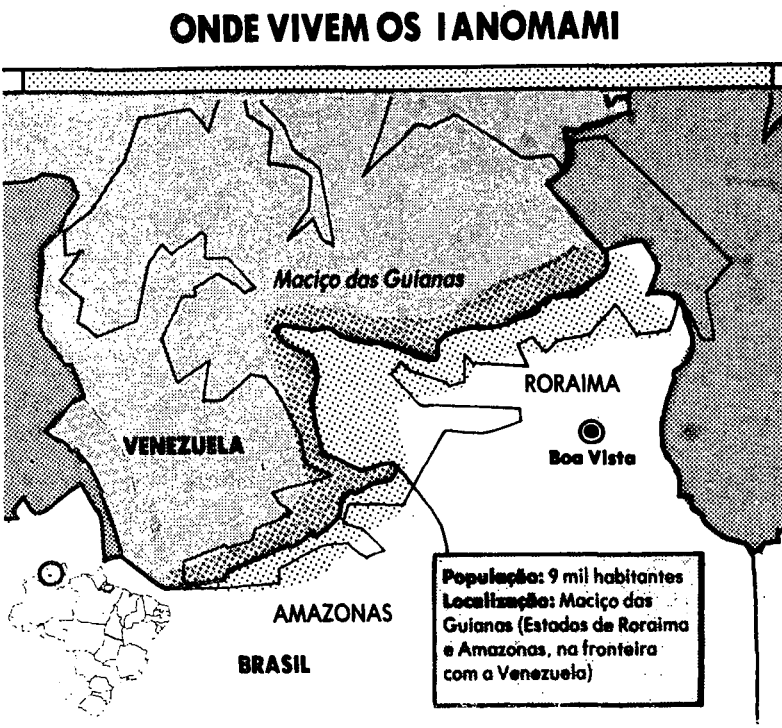 ONDE VIVEM OS IANOMAMI
Maciço das Guianas
RORAIMA
VENEZUELA
Boa Vista
População: 9 mil habitantes
Localização: Maciço das
Guianas (Estados de Roraima
e Amazonas, na fronteira
com a Venezuela)
AMAZONAS
BRASIL